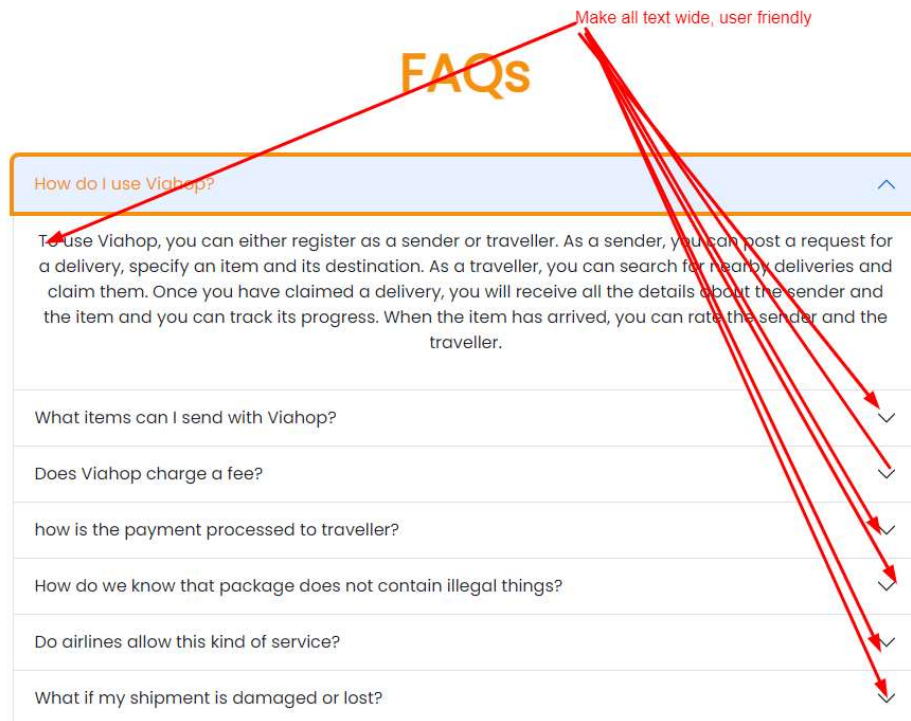 Make all text wide, user friendly
FAQs
How do I use Viahop?
To use Viahop, you can either register as a sender or traveller. As a sender, you can post a request for
a delivery, specify an item and its destination. As a traveller, you can search for nearby deliveries and
claim them. Once you have claimed a delivery, you will receive all the details about the sender and
the item and you can track its progress. When the item has arrived, you can rate the sender and the
traveller.
What items can I send with Viahop?
Does Viahop charge a fee?
how is the payment processed to traveller?
How do we know that package does not contain illegal things?
Do airlines allow this kind of service?
What if my shipment is damaged or lost?